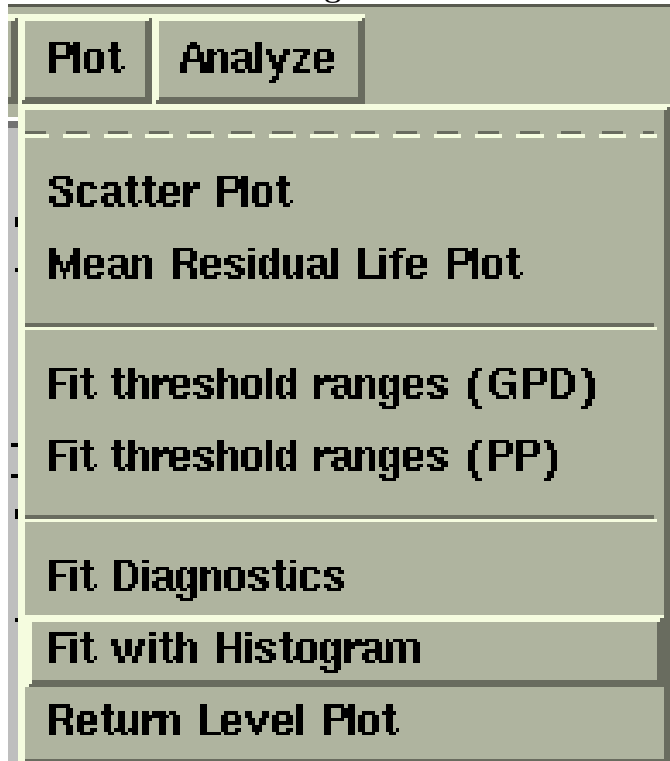 Plot Analyze
Scatter Plot
Mean Residual Life Plot
Fit threshold ranges (GPD)
Fit threshold ranges (PP)
Fit Diagnostics
Fit with Histogram
Return Level Plot